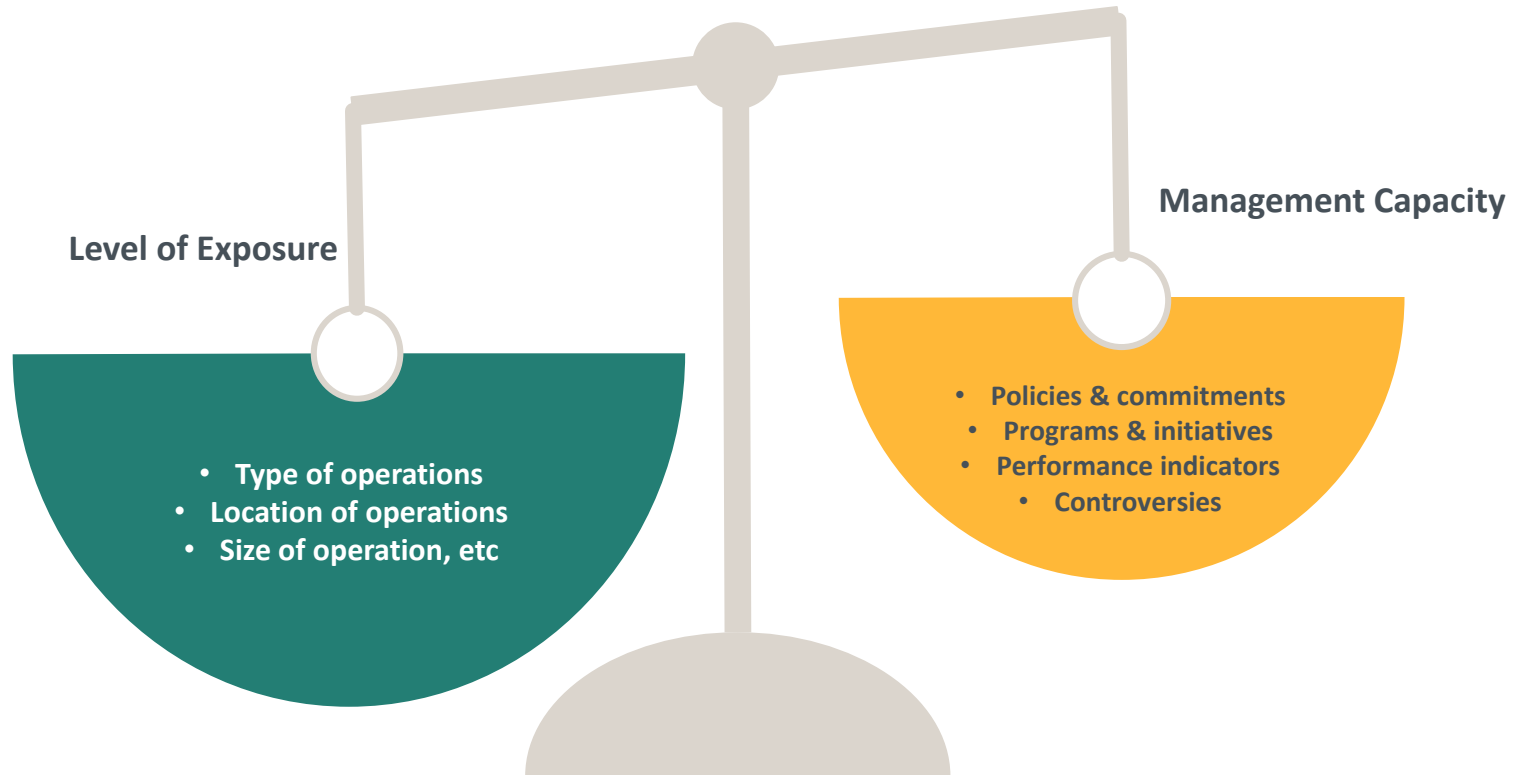 Level of Exposure
• Type of operations
• Location of operations
• Size of operation, etc
Management Capacity
• Policies & commitments
• Programs & initiatives
• Performance indicators
• Controversies